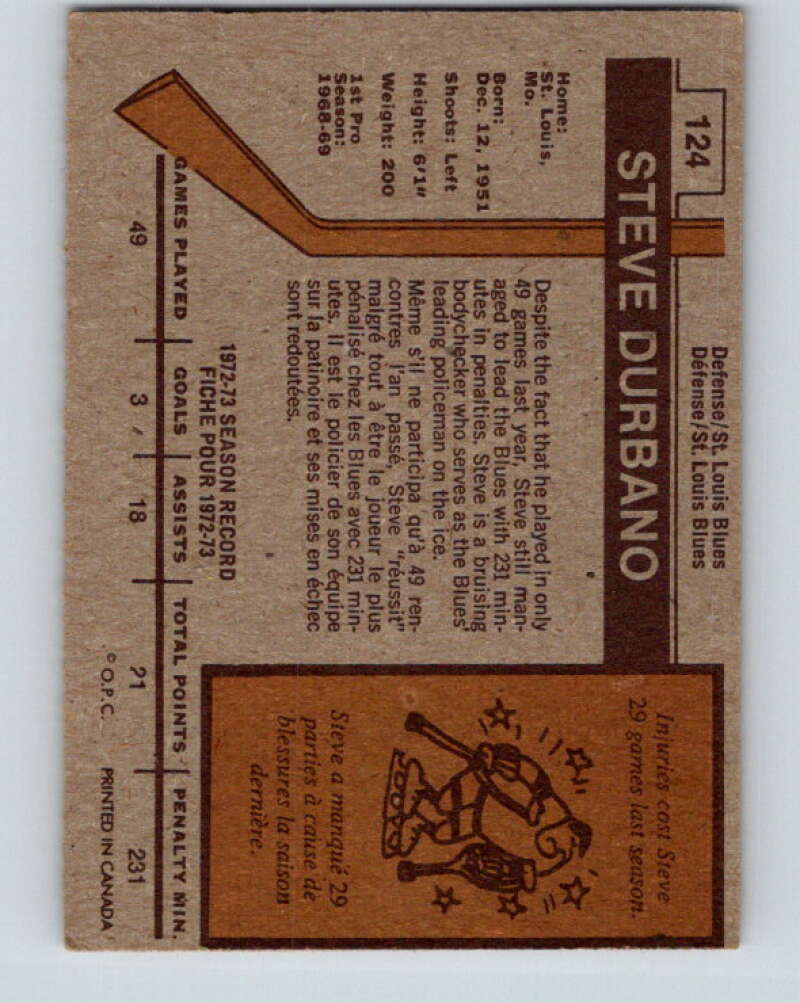 124
Defense/St. Louis Blues
Défense/St. Louis Blues
STEVE DURBANO
Home:
St. Louis,
Mo.
Born:
Dec. 12, 1951
Shoots: Left
Height: 6'1"
Weight: 200
1st Pro
Season:
1968-69
Despite the fact that he played in only
49 games last year, Steve still man-
aged to lead the Blues with 231 min-
utes in penalties. Steve is a bruising
bodychecker who serves as the Blues'
leading policeman on the ice.
Même s'il ne participa qu'à 49 ren-
contres l'an passé, Steve "réussit"
malgré tout à être le joueur le plus
pénalisé chez les Blues avec 231 min-
utes. Il est le policier de son équipe
sur la patinoire et ses mises en échec
sont redoutées.
Injuries cost Steve
29 games last season.
Steve a manqué 29
parties à cause de
blessures la saison
dernière.
1972-73 SEASON RECORD
FICHE POUR 1972-73
GAMES PLAYED GOALS ASSISTS TOTAL POINTS PENALTY MIN.
49 3 18 21 231
© O.P.C. PRINTED IN CANADA